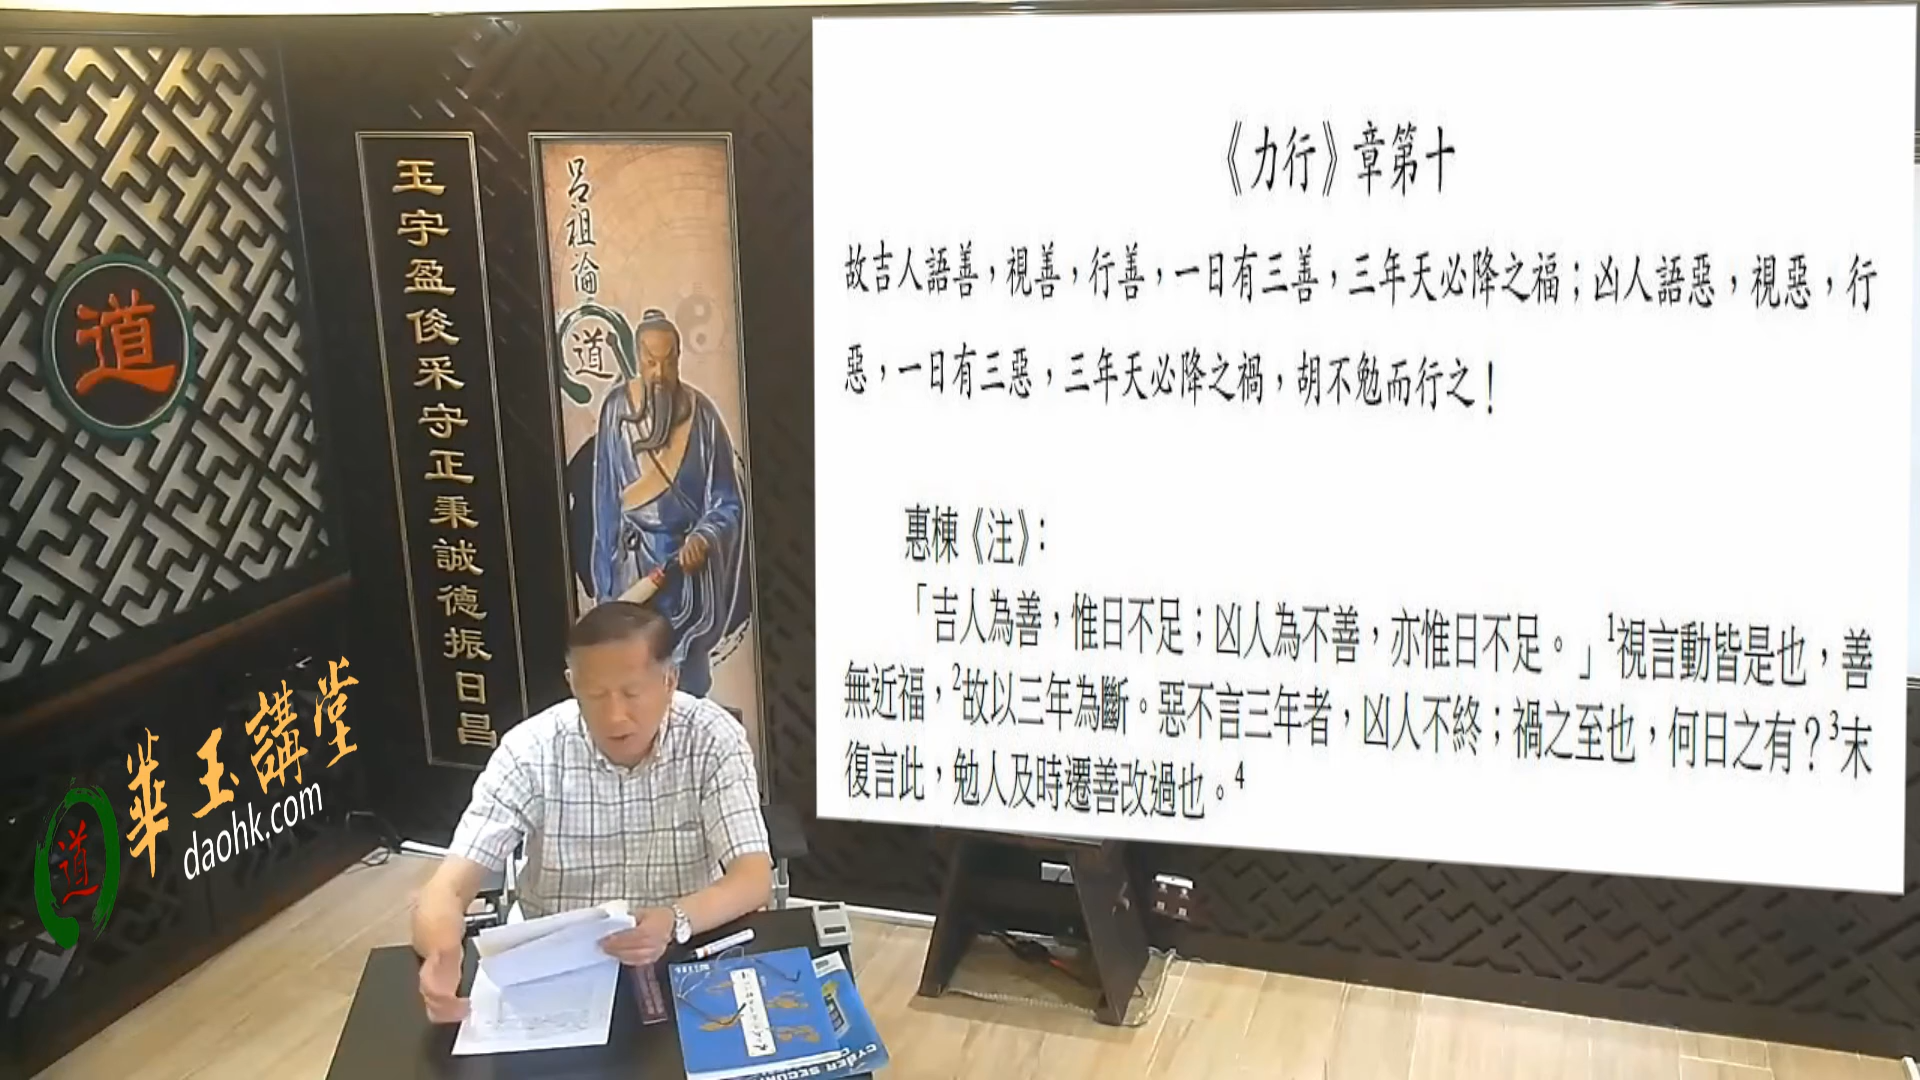 《力行》章第十
故吉人語善，視善，行善，一日有三善，三年天必降之福；凶人語惡，視惡，行
惡，一日有三惡，三年天必降之禍，胡不勉而行之！
惠棟《注》：
「吉人為善，惟日不足；凶人為不善，亦惟日不足。」1視言動皆是也，善
無近福，2故以三年為斷。惡不言三年者，凶人不終；禍之至也，何日之有？3末
復言此，勉人及時遷善改過也。4
玉宇盈俊采守正秉誠德振日昌
呂祖論
道
道
道
華玉講堂
daohk.com
CYBER SECURI